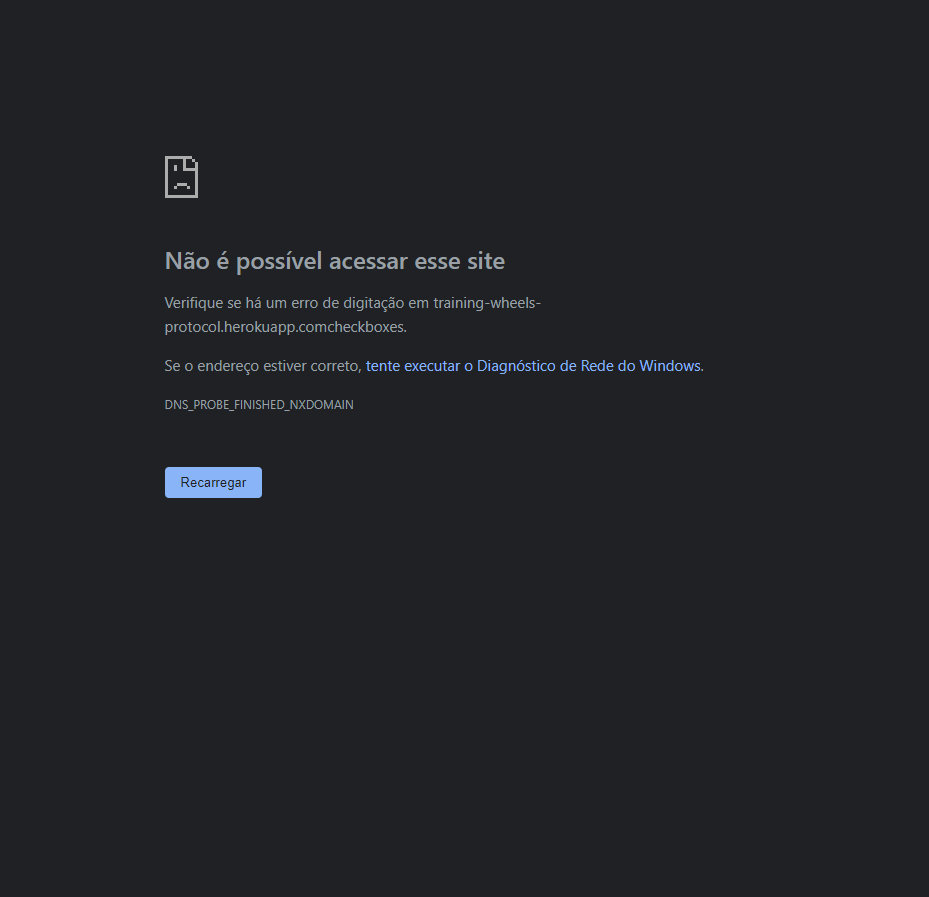 Não é possível acessar esse site
Verifique se há um erro de digitação em training-wheels-
protocol.herokuapp.comcheckboxes.
Se o endereço estiver correto, tente executar o Diagnóstico de Rede do Windows.
DNS_PROBE_FINISHED_NXDOMAIN
Recarregar